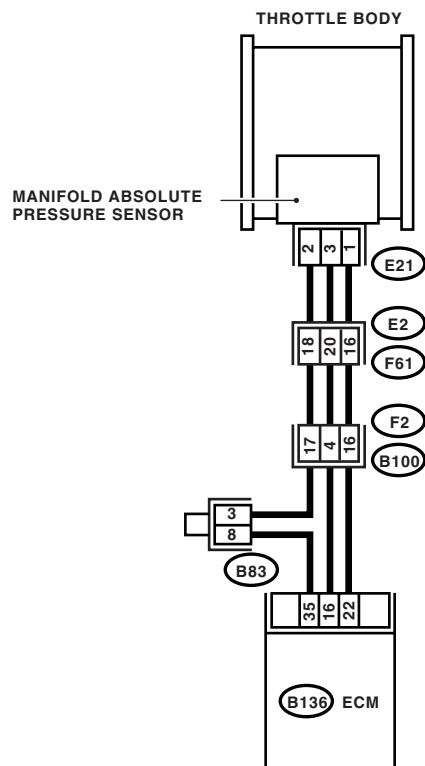 THROTTLE BODY
MANIFOLD ABSOLUTE
PRESSURE SENSOR
2 3 1
E21
E2
18 20 16
F61
F2
17 4 16
B100
3
8
B83
35 16 22
B136 ECM